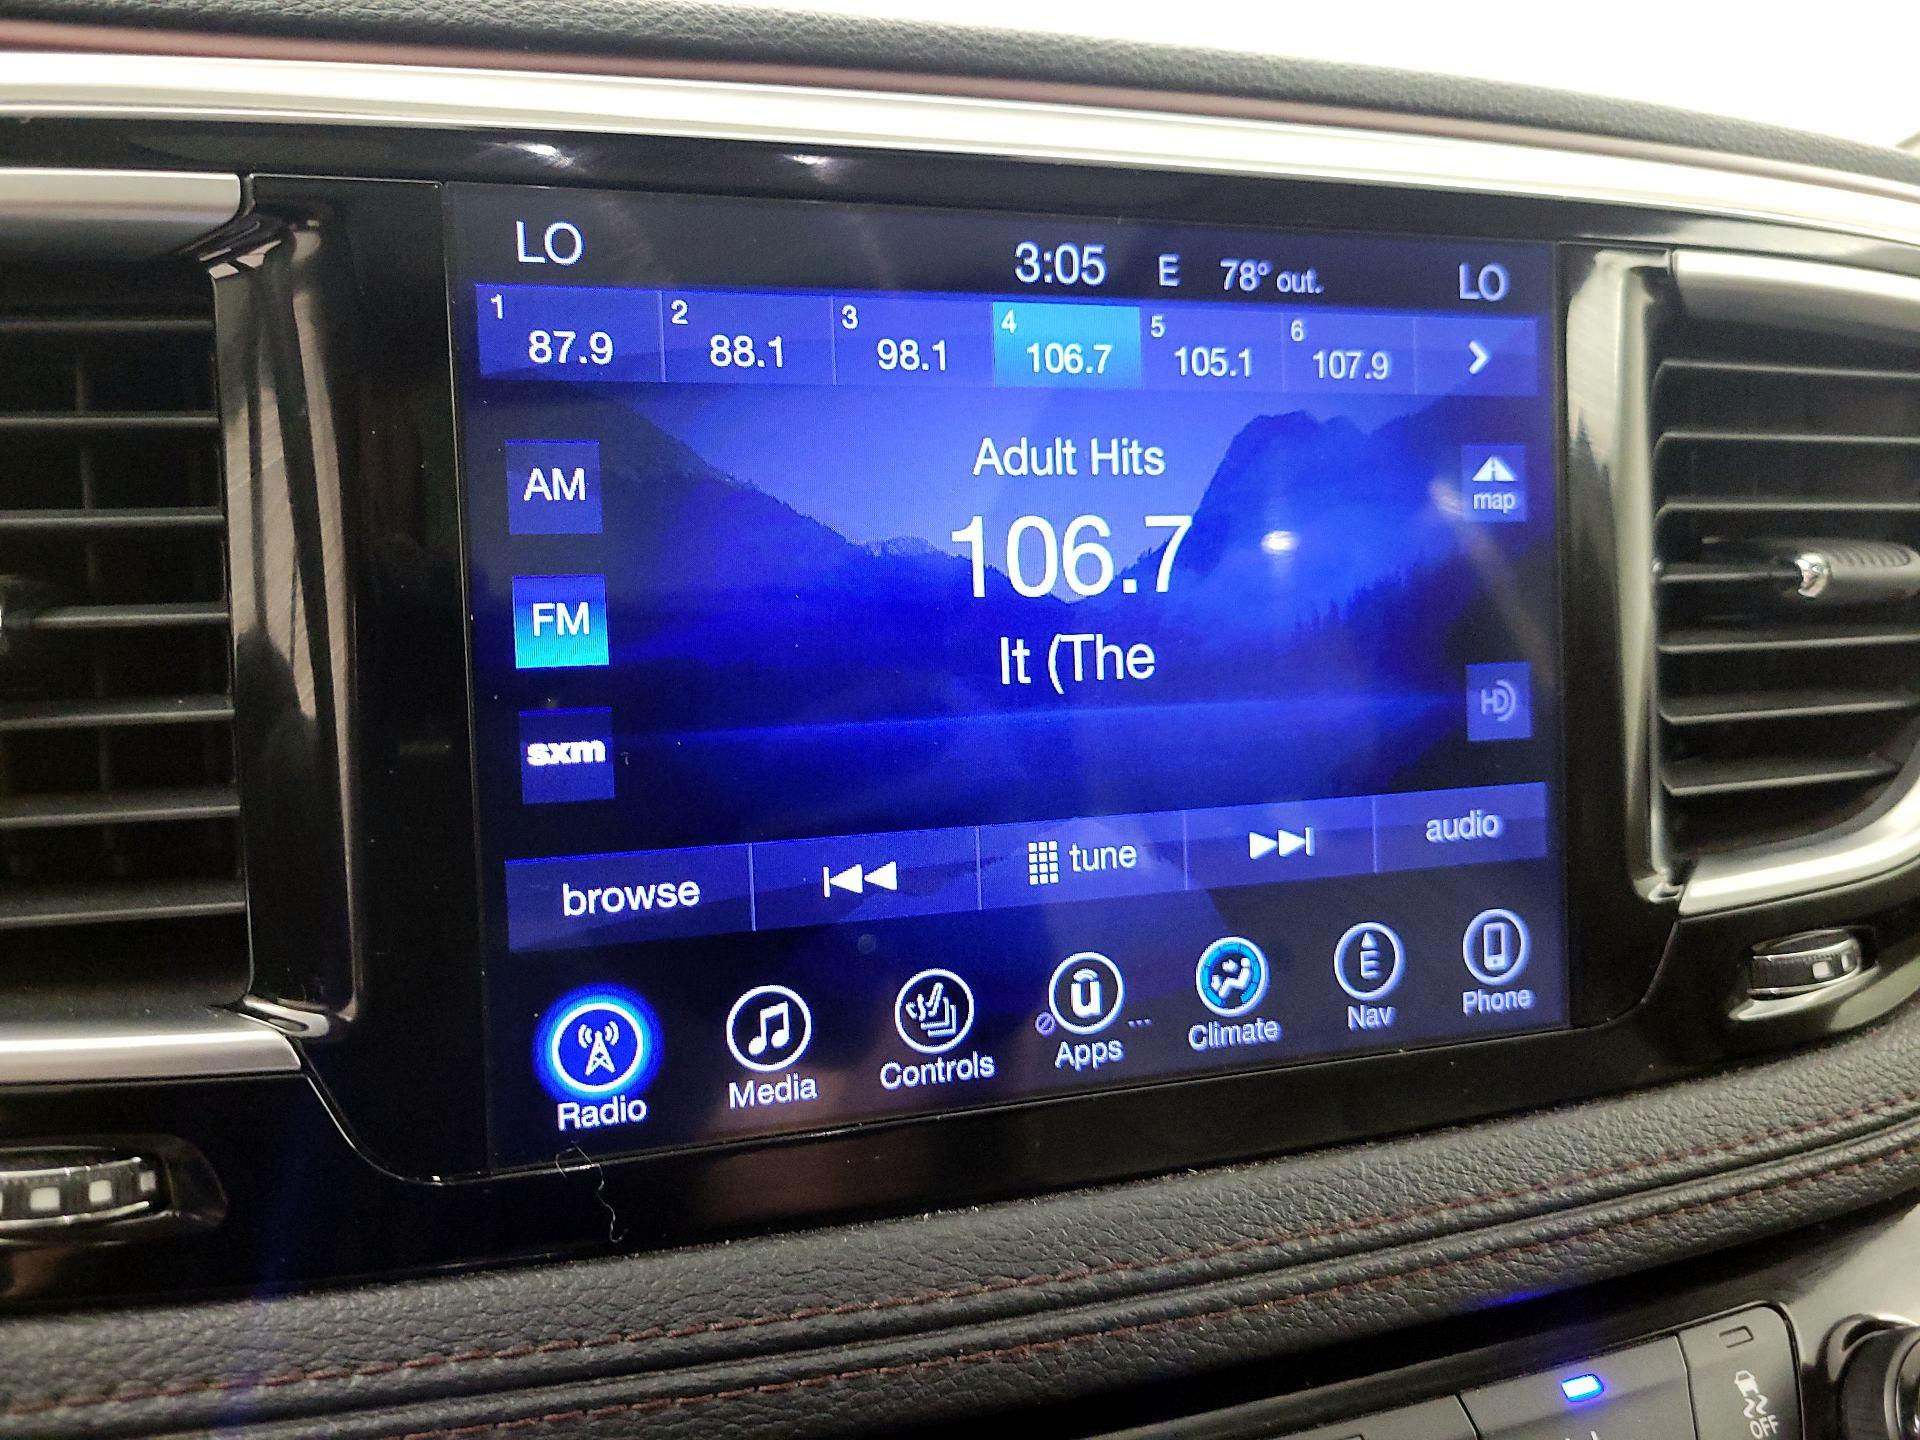 LO 3:05 E 78° out. LO
1 87.9 2 88.1 3 98.1 4 106.7 5 105.1 6 107.9
AM
FM
sxm
Adult Hits
106.7
It (The
map
HD
browse tune audio
Radio Media Controls Apps Climate Nav Phone
OFF